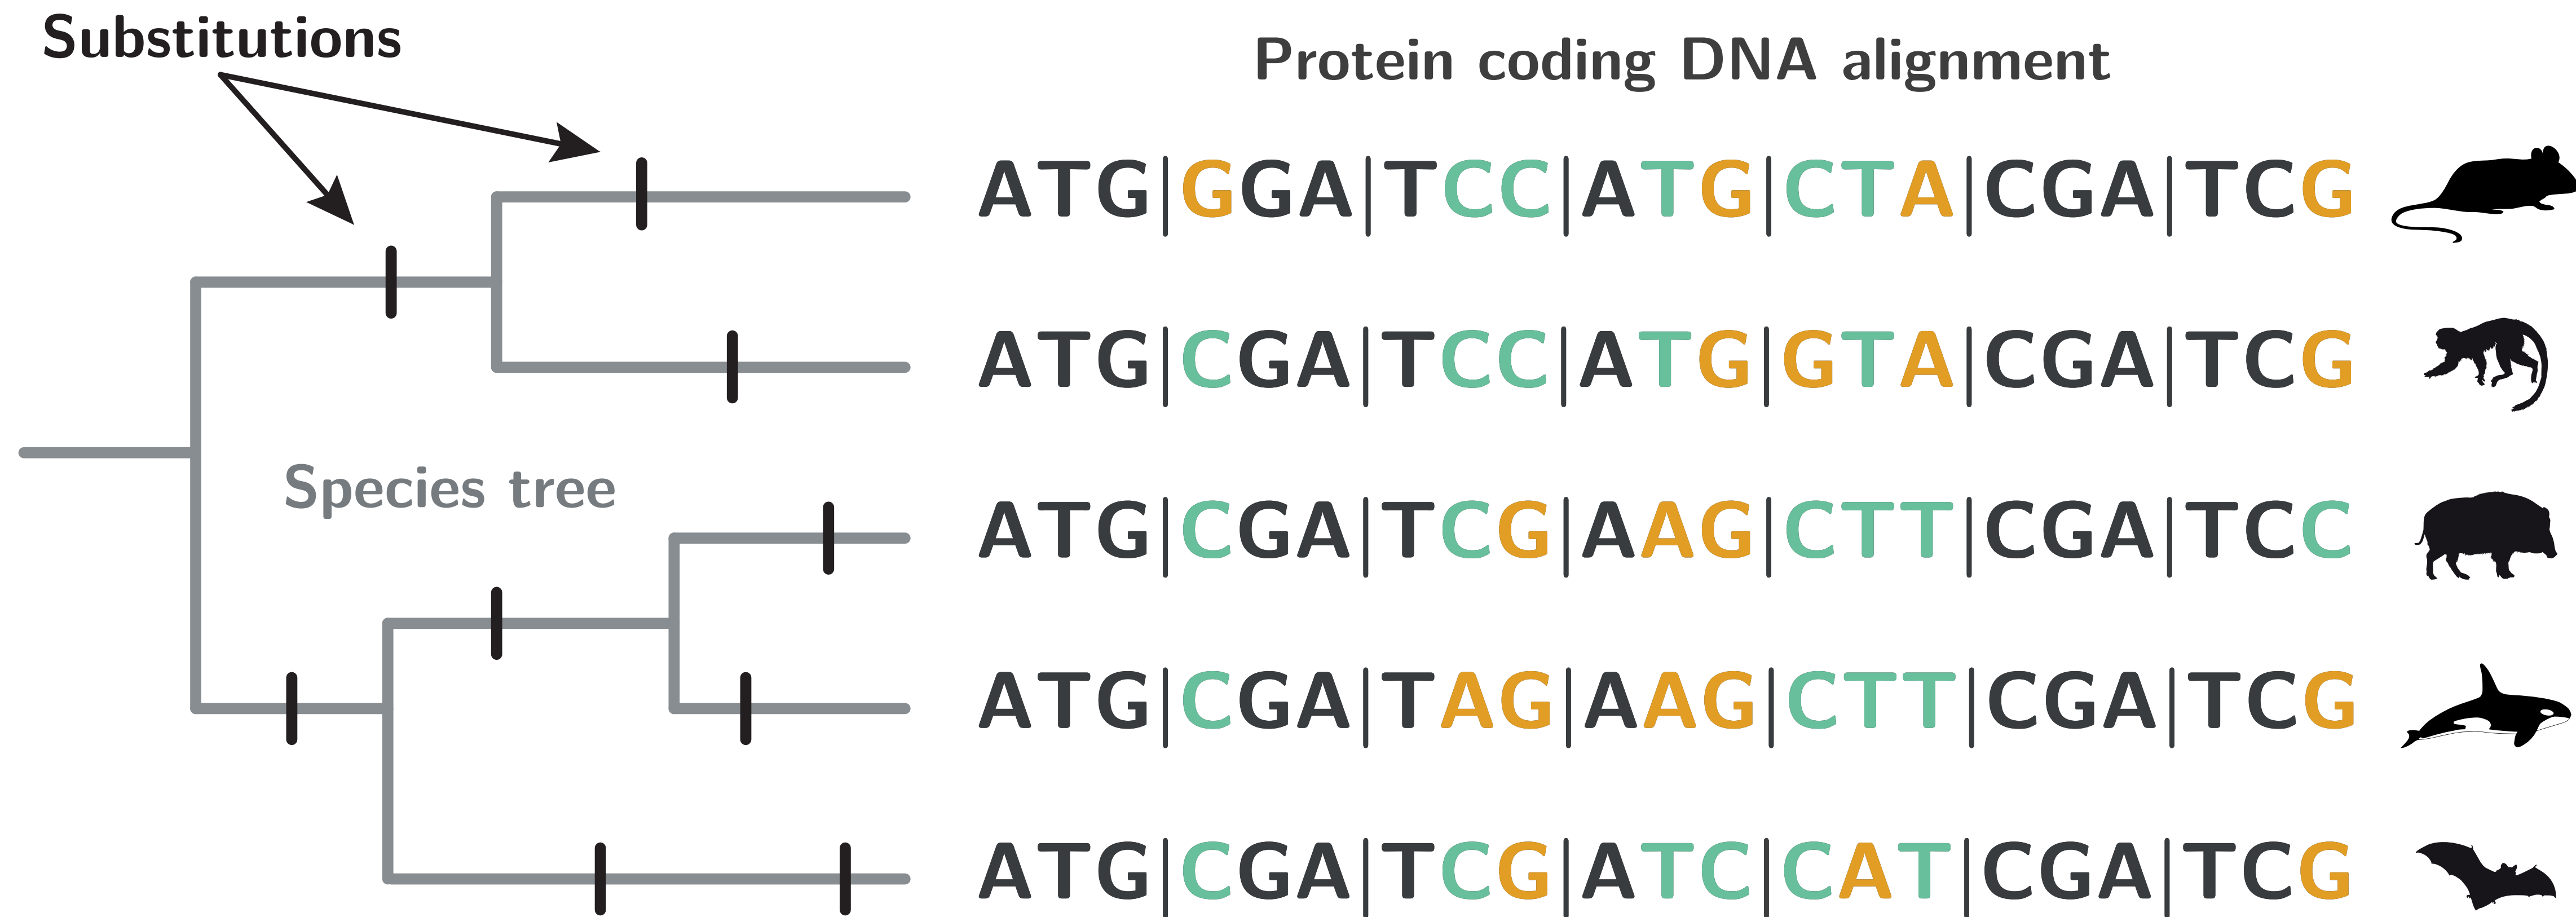 Substitutions
Protein coding DNA alignment
ATG|GGA|TCC|ATG|CTA|CGA|TCG
ATG|CGA|TCC|ATG|GTA|CGA|TCG
Species tree
ATG|CGA|TCG|AAG|CTT|CGA|TCC
ATG|CGA|TAG|AAG|CTT|CGA|TCG
ATG|CGA|TCG|ATC|CAT|CGA|TCG